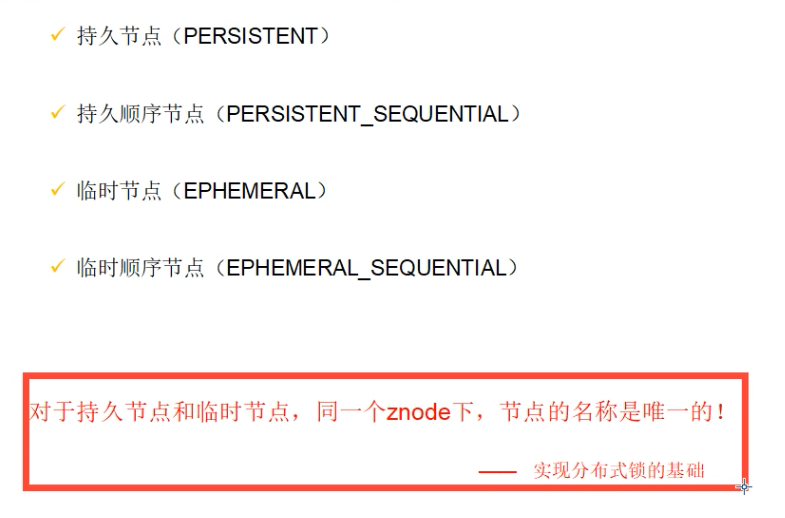 ✓ 持久节点（PERSISTENT）
✓ 持久顺序节点（PERSISTENT_SEQUENTIAL）
✓ 临时节点（EPHEMERAL）
✓ 临时顺序节点（EPHEMERAL_SEQUENTIAL）
对于持久节点和临时节点，同一个znode下，节点的名称是唯一的！
—— 实现分布式锁的基础